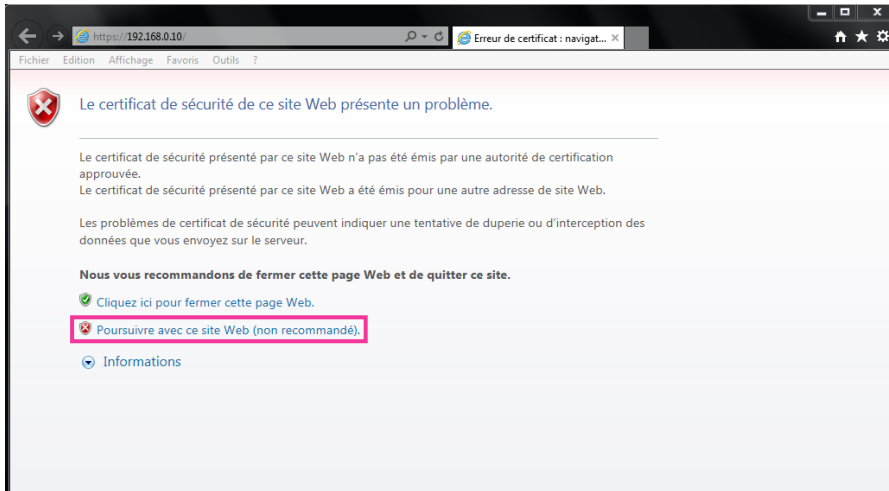 https://192.168.0.10/
Erreur de certificat : navigat...
Fichier Edition Affichage Favoris Outils ?
Le certificat de sécurité de ce site Web présente un problème.
Le certificat de sécurité présenté par ce site Web n'a pas été émis par une autorité de certification
approuvée.
Le certificat de sécurité présenté par ce site Web a été émis pour une autre adresse de site Web.
Les problèmes de certificat de sécurité peuvent indiquer une tentative de duperie ou d'interception des
données que vous envoyez sur le serveur.
Nous vous recommandons de fermer cette page Web et de quitter ce site.
Cliquez ici pour fermer cette page Web.
Poursuivre avec ce site Web (non recommandé).
Informations